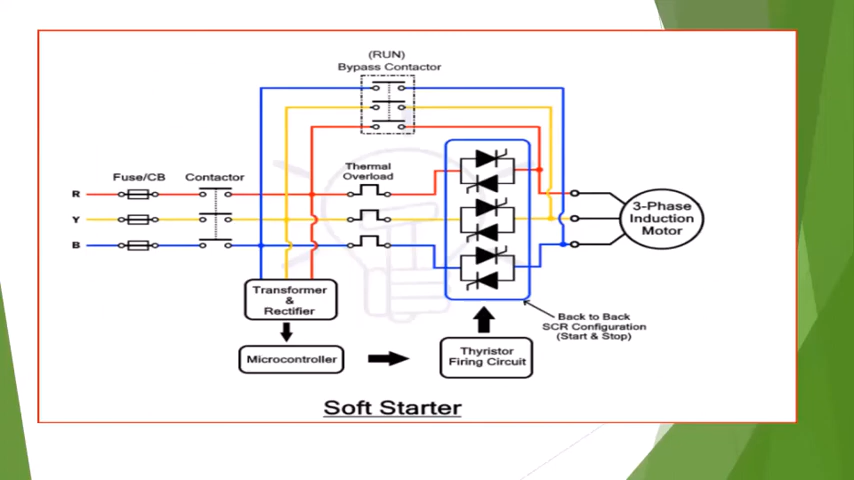 (RUN)
Bypass Contactor
Fuse/CB
Contactor
Thermal
Overload
R
Y
B
3-Phase
Induction
Motor
Transformer
&
Rectifier
Back to Back
SCR Configuration
(Start & Stop)
Microcontroller
Thyristor
Firing Circuit
Soft Starter